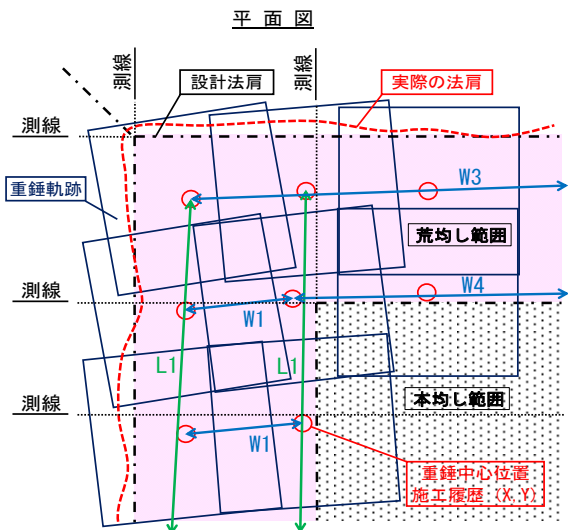 平面図
測線
測線
設計法肩
実際の法肩
測線
重錘軌跡
W3
荒均し範囲
測線
W4
W1
L1
L1
本均し範囲
測線
W1
重錘中心位置
施工履歴(X,Y)